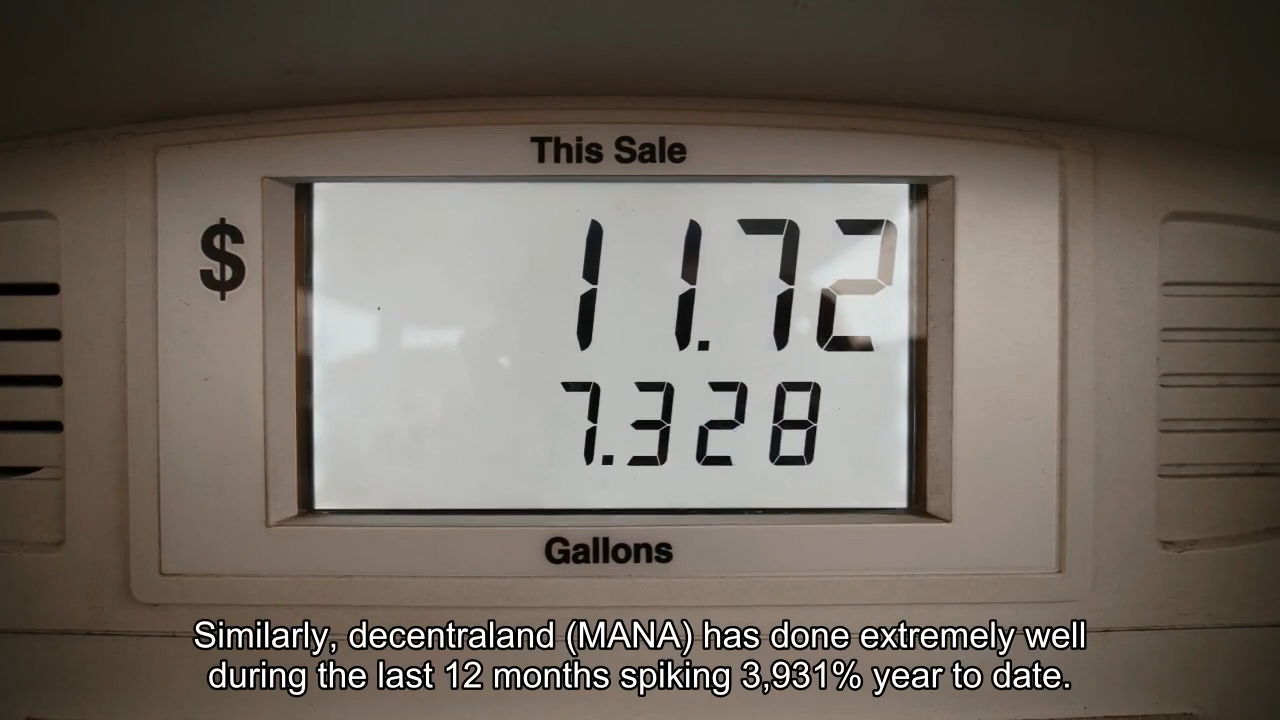 This Sale
$ 11.72
7.328
Gallons
Similarly, decentraland (MANA) has done extremely well
during the last 12 months spiking 3,931% year to date.